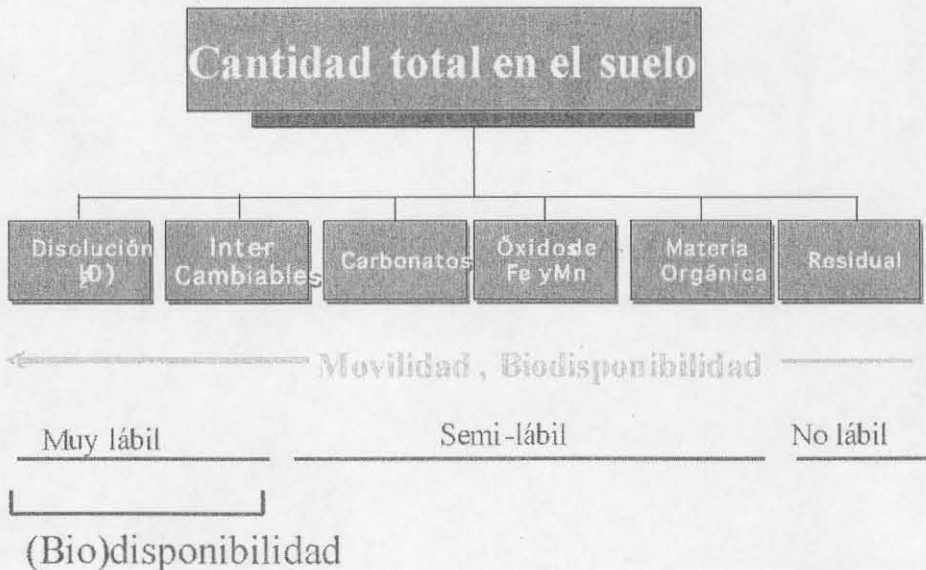 Cantidad total en el suelo
Disolución
(H₂O)
Inter
Cambiables
Carbonatos
Óxidos de
Fe y Mn
Materia
Orgánica
Residual
Movilidad , Biodisponibilidad
Muy lábil
Semi-lábil
No lábil
(Bio)disponibilidad